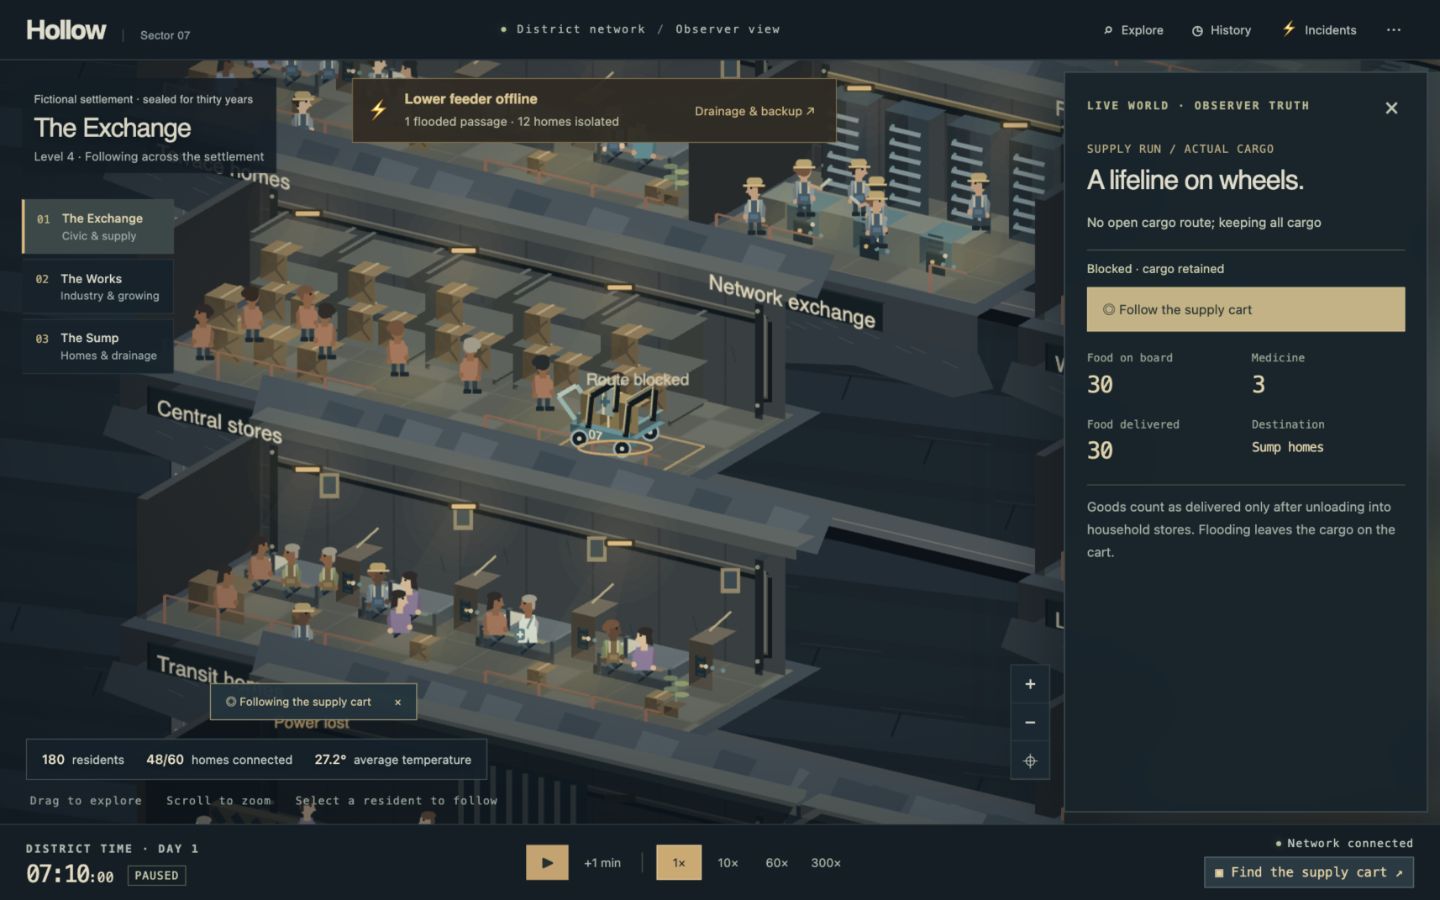 Hollow
Sector 07
District network / Observer view
Explore
History
Incidents
Fictional settlement · sealed for thirty years
The Exchange
Level 4 · Following across the settlement
homes
Lower feeder offline
1 flooded passage · 12 homes isolated
Drainage & backup ↗
01 The Exchange
Civic & supply
02 The Works
Industry & growing
03 The Sump
Homes & drainage
Network exchange
Route blocked
07
Central stores
Transit
Following the supply cart ×
Power lost
180 residents 48/60 homes connected 27.2° average temperature
Drag to explore Scroll to zoom Select a resident to follow
LIVE WORLD · OBSERVER TRUTH
SUPPLY RUN / ACTUAL CARGO
A lifeline on wheels.
No open cargo route; keeping all cargo
Blocked · cargo retained
Follow the supply cart
Food on board
30
Medicine
3
Food delivered
30
Destination
Sump homes
Goods count as delivered only after unloading into
household stores. Flooding leaves the cargo on the
cart.
DISTRICT TIME · DAY 1
07:10:00 PAUSED
+1 min
1× 10× 60× 300×
Network connected
Find the supply cart ↗